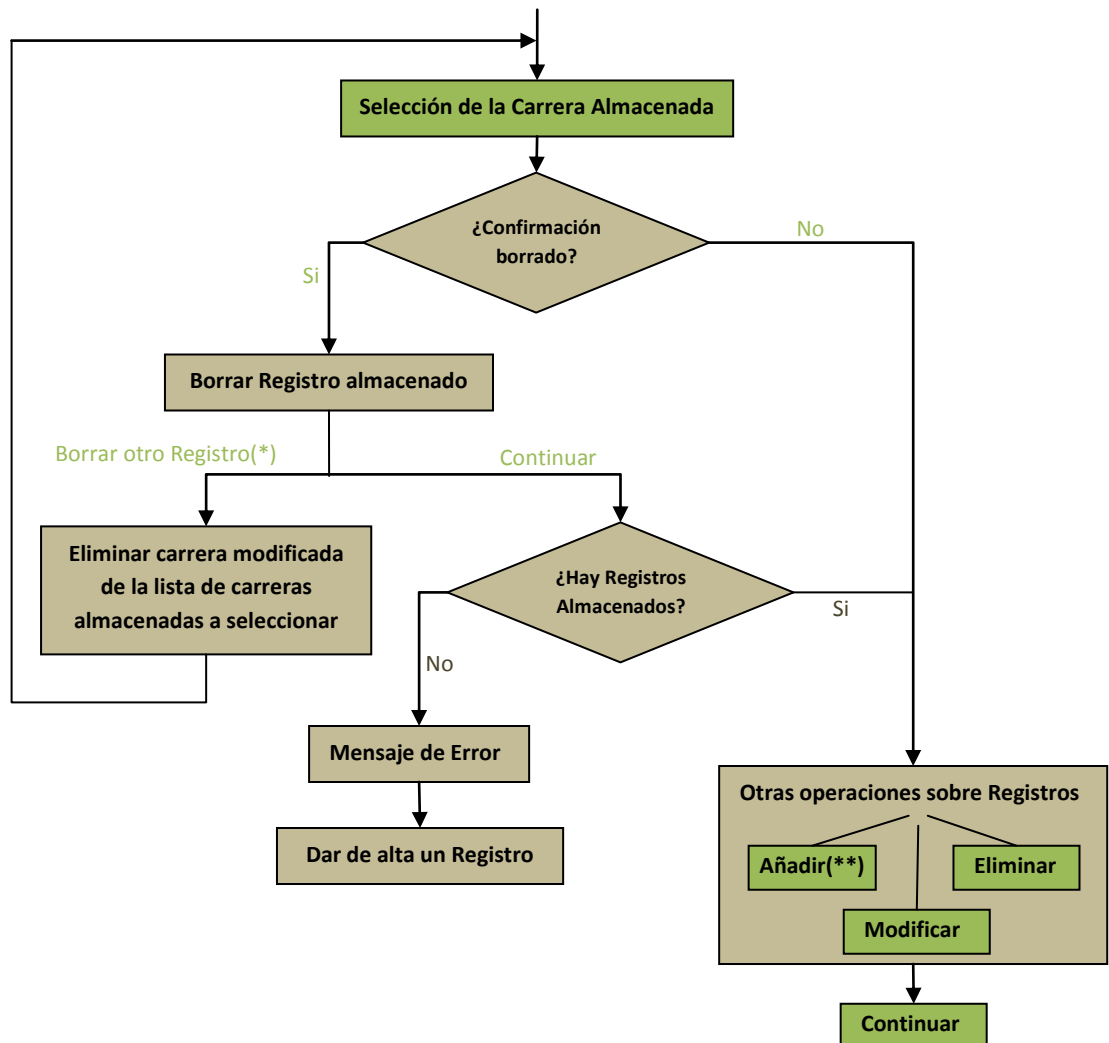 Selección de la Carrera Almacenada
¿Confirmación
borrado?
No
Si
Borrar Registro almacenado
Borrar otro Registro(*)
Continuar
Eliminar carrera modificada
de la lista de carreras
almacenadas a seleccionar
¿Hay Registros
Almacenados?
Si
No
Mensaje de Error
Dar de alta un Registro
Otras operaciones sobre Registros
Añadir(**)
Eliminar
Modificar
Continuar